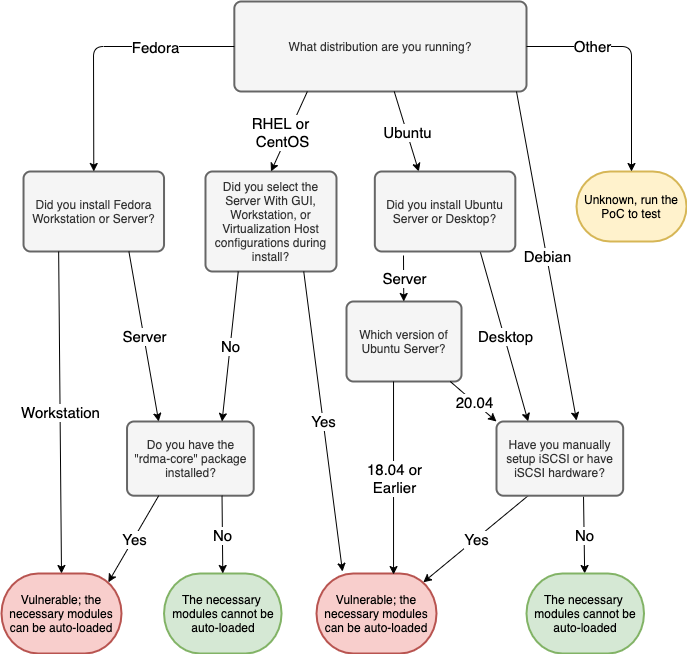 What distribution are you running?
Fedora
Other
RHEL or
CentOS
Ubuntu
Did you install Fedora
Workstation or Server?
Did you select the
Server With GUI,
Workstation, or
Virtualization Host
configurations during
install?
Did you install Ubuntu
Server or Desktop?
Unknown, run the
PoC to test
Debian
Server
Which version of
Ubuntu Server?
Server
No
Desktop
Workstation
Yes
20.04
Do you have the
"rdma-core" package
installed?
Have you manually
setup iSCSI or have
iSCSI hardware?
18.04 or
Earlier
Yes
No
Yes
No
Vulnerable; the
necessary modules
can be auto-loaded
The necessary
modules cannot be
auto-loaded
Vulnerable; the
necessary modules
can be auto-loaded
The necessary
modules cannot be
auto-loaded